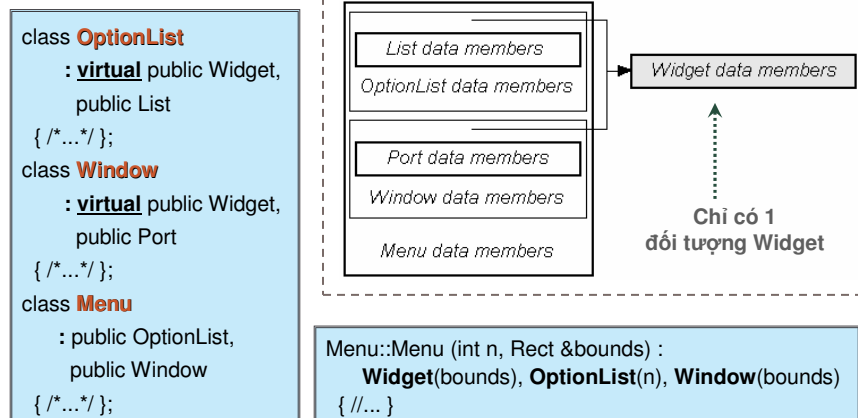 class OptionList
: virtual public Widget,
public List
{ /*...*/ };
class Window
: virtual public Widget,
public Port
{ /*...*/ };
class Menu
: public OptionList,
public Window
{ /*...*/ };
List data members
OptionList data members
Port data members
Window data members
Menu data members
Widget data members
Chỉ có 1
đối tượng Widget
Menu::Menu (int n, Rect &bounds) :
Widget(bounds), OptionList(n), Window(bounds)
{ //... }